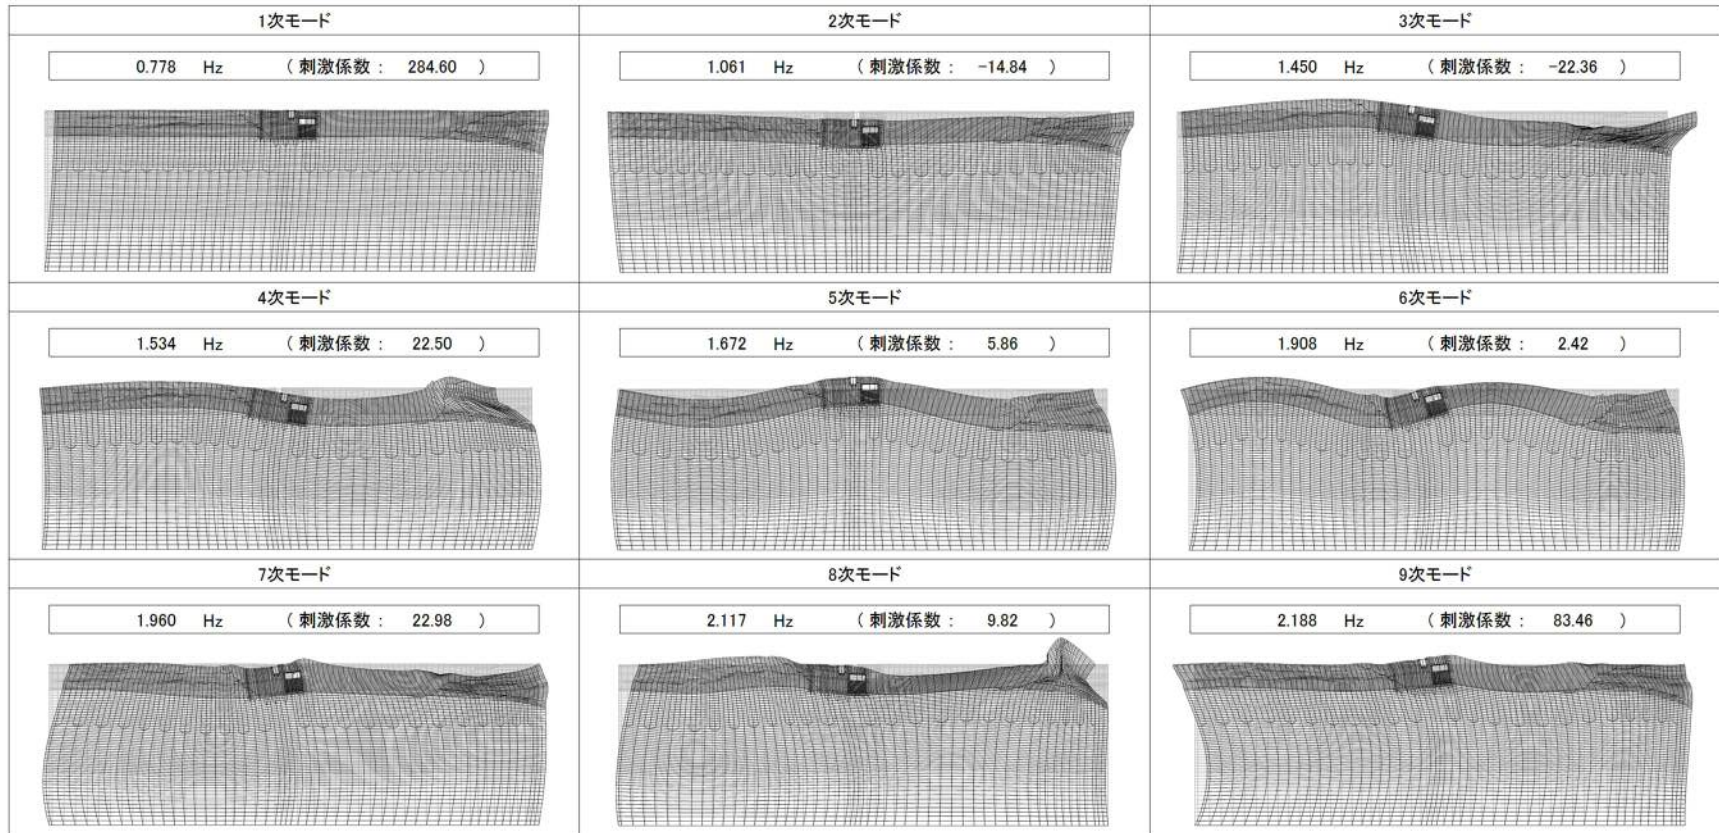 1次モード 2次モード 3次モード
0.778 Hz (刺激係数: 284.60) 1.061 Hz (刺激係数: -14.84) 1.450 Hz (刺激係数: -22.36)
4次モード 5次モード 6次モード
1.534 Hz (刺激係数: 22.50) 1.672 Hz (刺激係数: 5.86) 1.908 Hz (刺激係数: 2.42)
7次モード 8次モード 9次モード
1.960 Hz (刺激係数: 22.98) 2.117 Hz (刺激係数: 9.82) 2.188 Hz (刺激係数: 83.46)